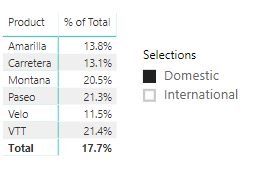 Product % of Total
Amarilla 13.8%
Carretera 13.1%
Montana 20.5%
Paseo 21.3%
Velo 11.5%
VTT 21.4%
Total 17.7%
Selections
Domestic
International